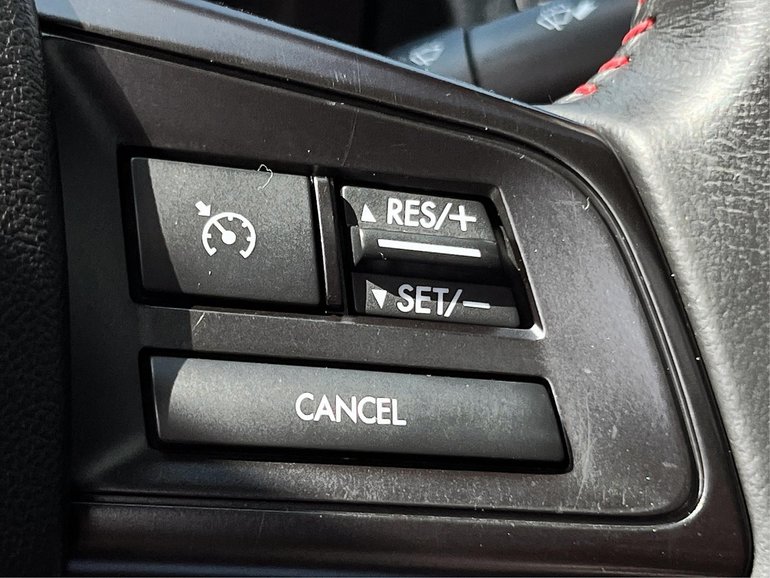 ▲ RES/+
▼ SET/−
CANCEL